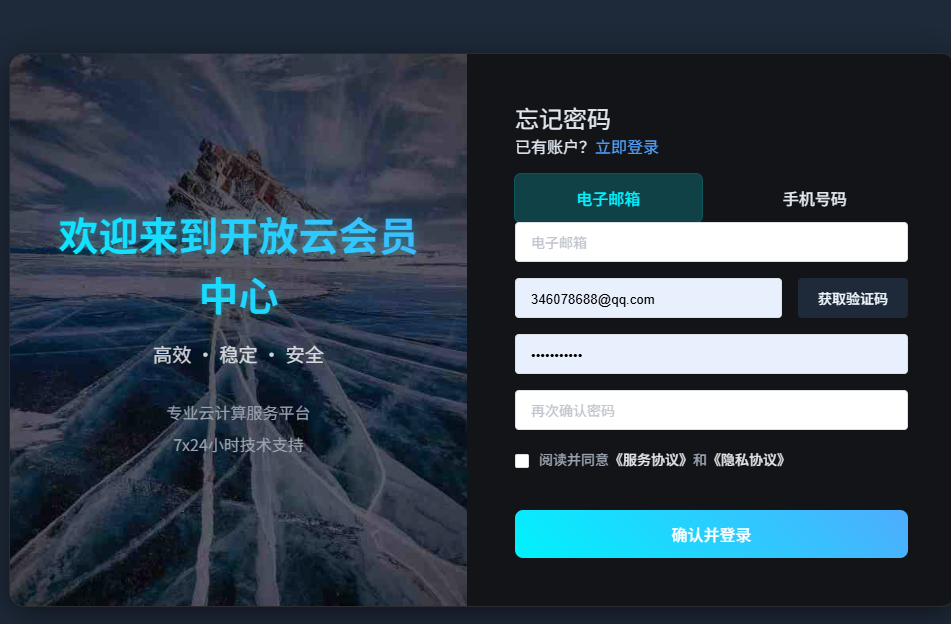 欢迎来到开放云会员
中心
高效 · 稳定 · 安全
专业云计算服务平台
7x24小时技术支持
忘记密码
已有账户？立即登录
电子邮箱 手机号码
电子邮箱
346078688@qq.com 获取验证码
•••••••••••
再次确认密码
阅读并同意《服务协议》和《隐私协议》
确认并登录